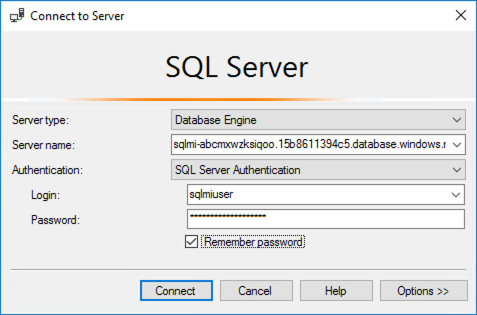 Connect to Server
SQL Server
Server type: Database Engine
Server name: sqlmi-abcmxwzksiqoo.15b8611394c5.database.windows.r
Authentication: SQL Server Authentication
Login: sqlmiuser
Password: *******************
Remember password
Connect Cancel Help Options >>